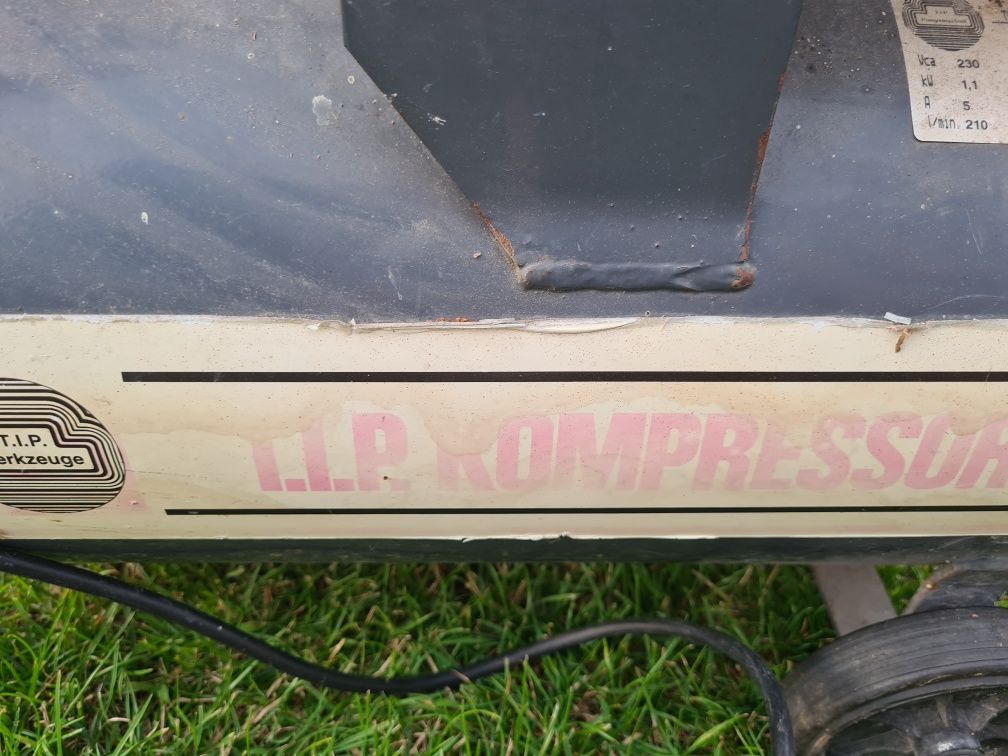 T.I.P.
Vca 230
kW 1,1
A 5
l/min. 210
T.I.P.
erkzeuge
T.I.P. KOMPRESSOR